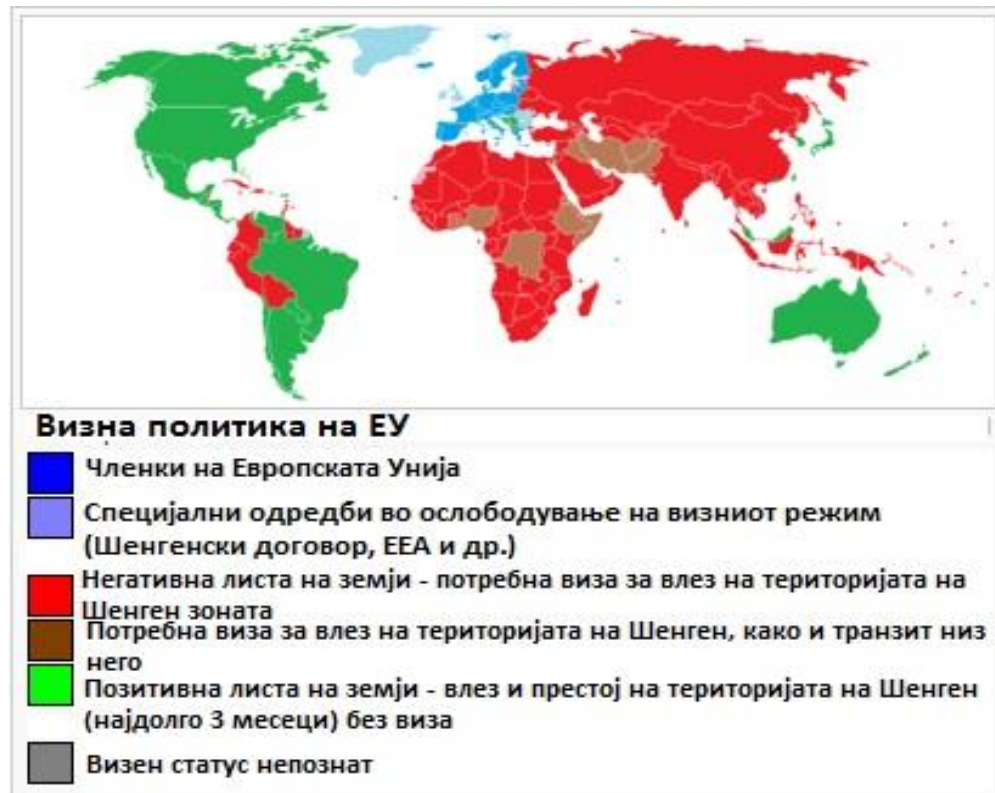 Визна политика на ЕУ
Членки на Европската Унија
Специјални одредби во ослободување на визниот режим
(Шенгенски договор, ЕЕА и др.)
Негативна листа на земји - потребна виза за влез на територијата на
Шенген зоната
Потребна виза за влез на територијата на Шенген, како и транзит низ
него
Позитивна листа на земји - влез и престој на територијата на Шенген
(најдолго 3 месеци) без виза
Визен статус непознат